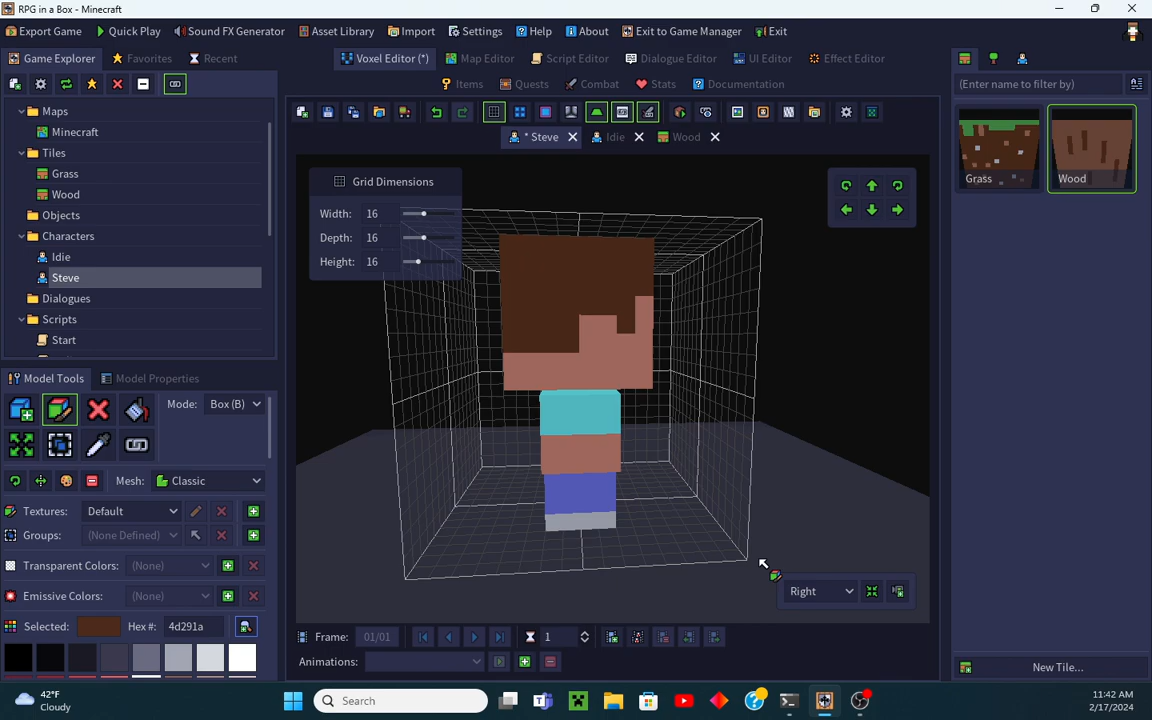 RPG in a Box - Minecraft
Export Game Quick Play Sound FX Generator Asset Library Import Settings Help About Exit to Game Manager Exit
Game Explorer Favorites Recent Voxel Editor (*) Map Editor Script Editor Dialogue Editor UI Editor Effect Editor
Items Quests Combat Stats Documentation
(Enter name to filter by)
Maps
Minecraft
Tiles
Grass
Wood
Objects
Characters
Idie
Steve
Dialogues
Scripts
Start
* Steve Idie Wood
Grid Dimensions
Width: 16
Depth: 16
Height: 16
Grass Wood
Model Tools Model Properties
Mode: Box (B)
Mesh: Classic
Textures: Default
Groups: (None Defined)
Transparent Colors: (None)
Emissive Colors: (None)
Selected: Hex #: 4d291a
Right
Frame: 01/01 1
Animations:
New Tile...
42°F
Cloudy
Search
11:42 AM
2/17/2024